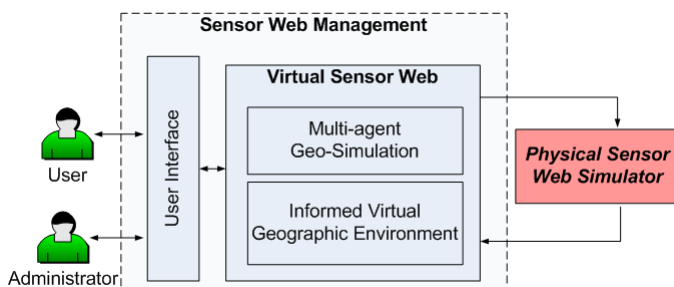 Sensor Web Management
Virtual Sensor Web
User Interface
Multi-agent
Geo-Simulation
Informed Virtual
Geographic Environment
Physical Sensor
Web Simulator
User
Administrator